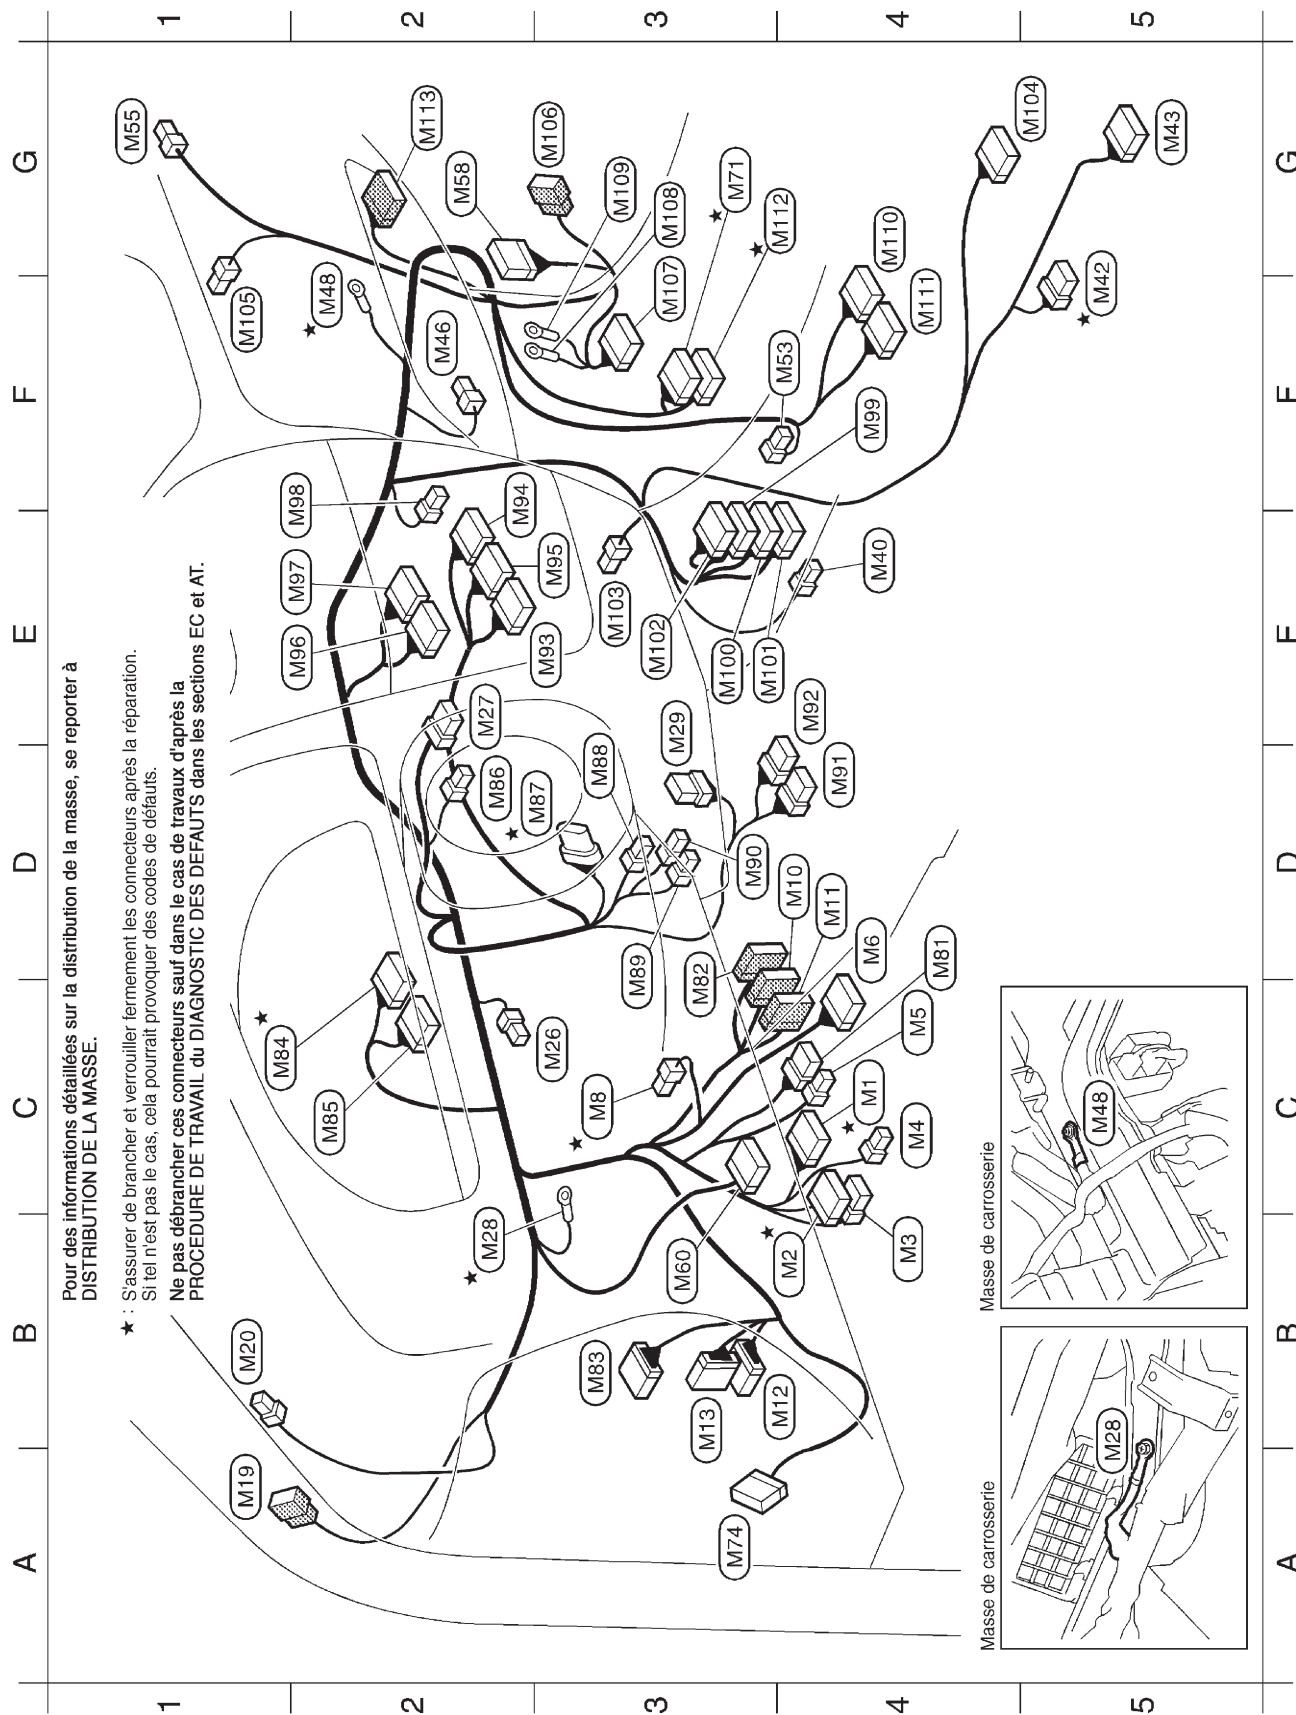 Pour des informations détaillées sur la distribution de la masse, se reporter à
DISTRIBUTION DE LA MASSE.
★ : S'assurer de brancher et verrouiller fermement les connecteurs après la réparation.
Si tel n'est pas le cas, cela pourrait provoquer des codes de défauts.
Ne pas débrancher ces connecteurs sauf dans le cas de travaux d'après la
PROCEDURE DE TRAVAIL du DIAGNOSTIC DES DEFAUTS dans les sections EC et AT.
A
B
C
D
E
F
G
1
2
3
4
5
M19
M20
★ M84
M85
M96
M97
M98
★ M48
M105
M55
M113
M46
M58
M106
M109
M108
M107
★ M71
★ M112
M94
M95
M93
M27
M86
★ M87
M88
M29
M103
M102
M100
M101
M40
M99
M53
M110
M111
M104
M43
★ M42
M92
M91
M90
M89
M82
M10
M11
M6
M81
M5
★ M1
M4
M3
★ M2
M60
★ M8
M26
★ M28
M83
M13
M12
M74
Masse de carrosserie
M28
Masse de carrosserie
M48
A
B
C
D
E
F
G
1
2
3
4
5